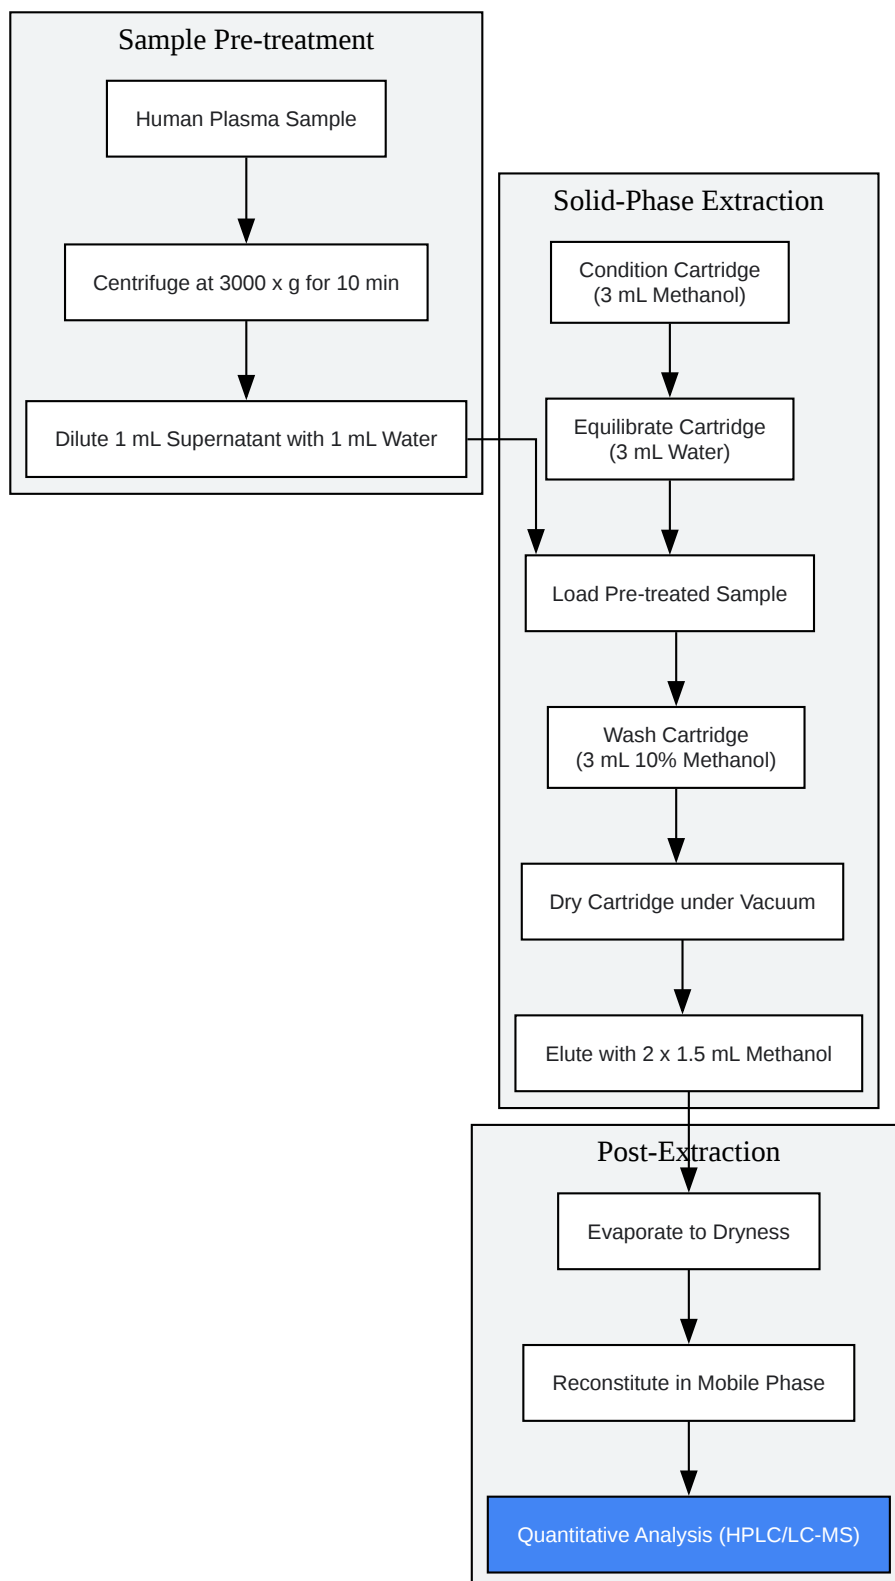 Sample Pre-treatment
Human Plasma Sample
Centrifuge at 3000 x g for 10 min
Dilute 1 mL Supernatant with 1 mL Water
Solid-Phase Extraction
Condition Cartridge
(3 mL Methanol)
Equilibrate Cartridge
(3 mL Water)
Load Pre-treated Sample
Wash Cartridge
(3 mL 10% Methanol)
Dry Cartridge under Vacuum
Elute with 2 x 1.5 mL Methanol
Post-Extraction
Evaporate to Dryness
Reconstitute in Mobile Phase
Quantitative Analysis (HPLC/LC-MS)